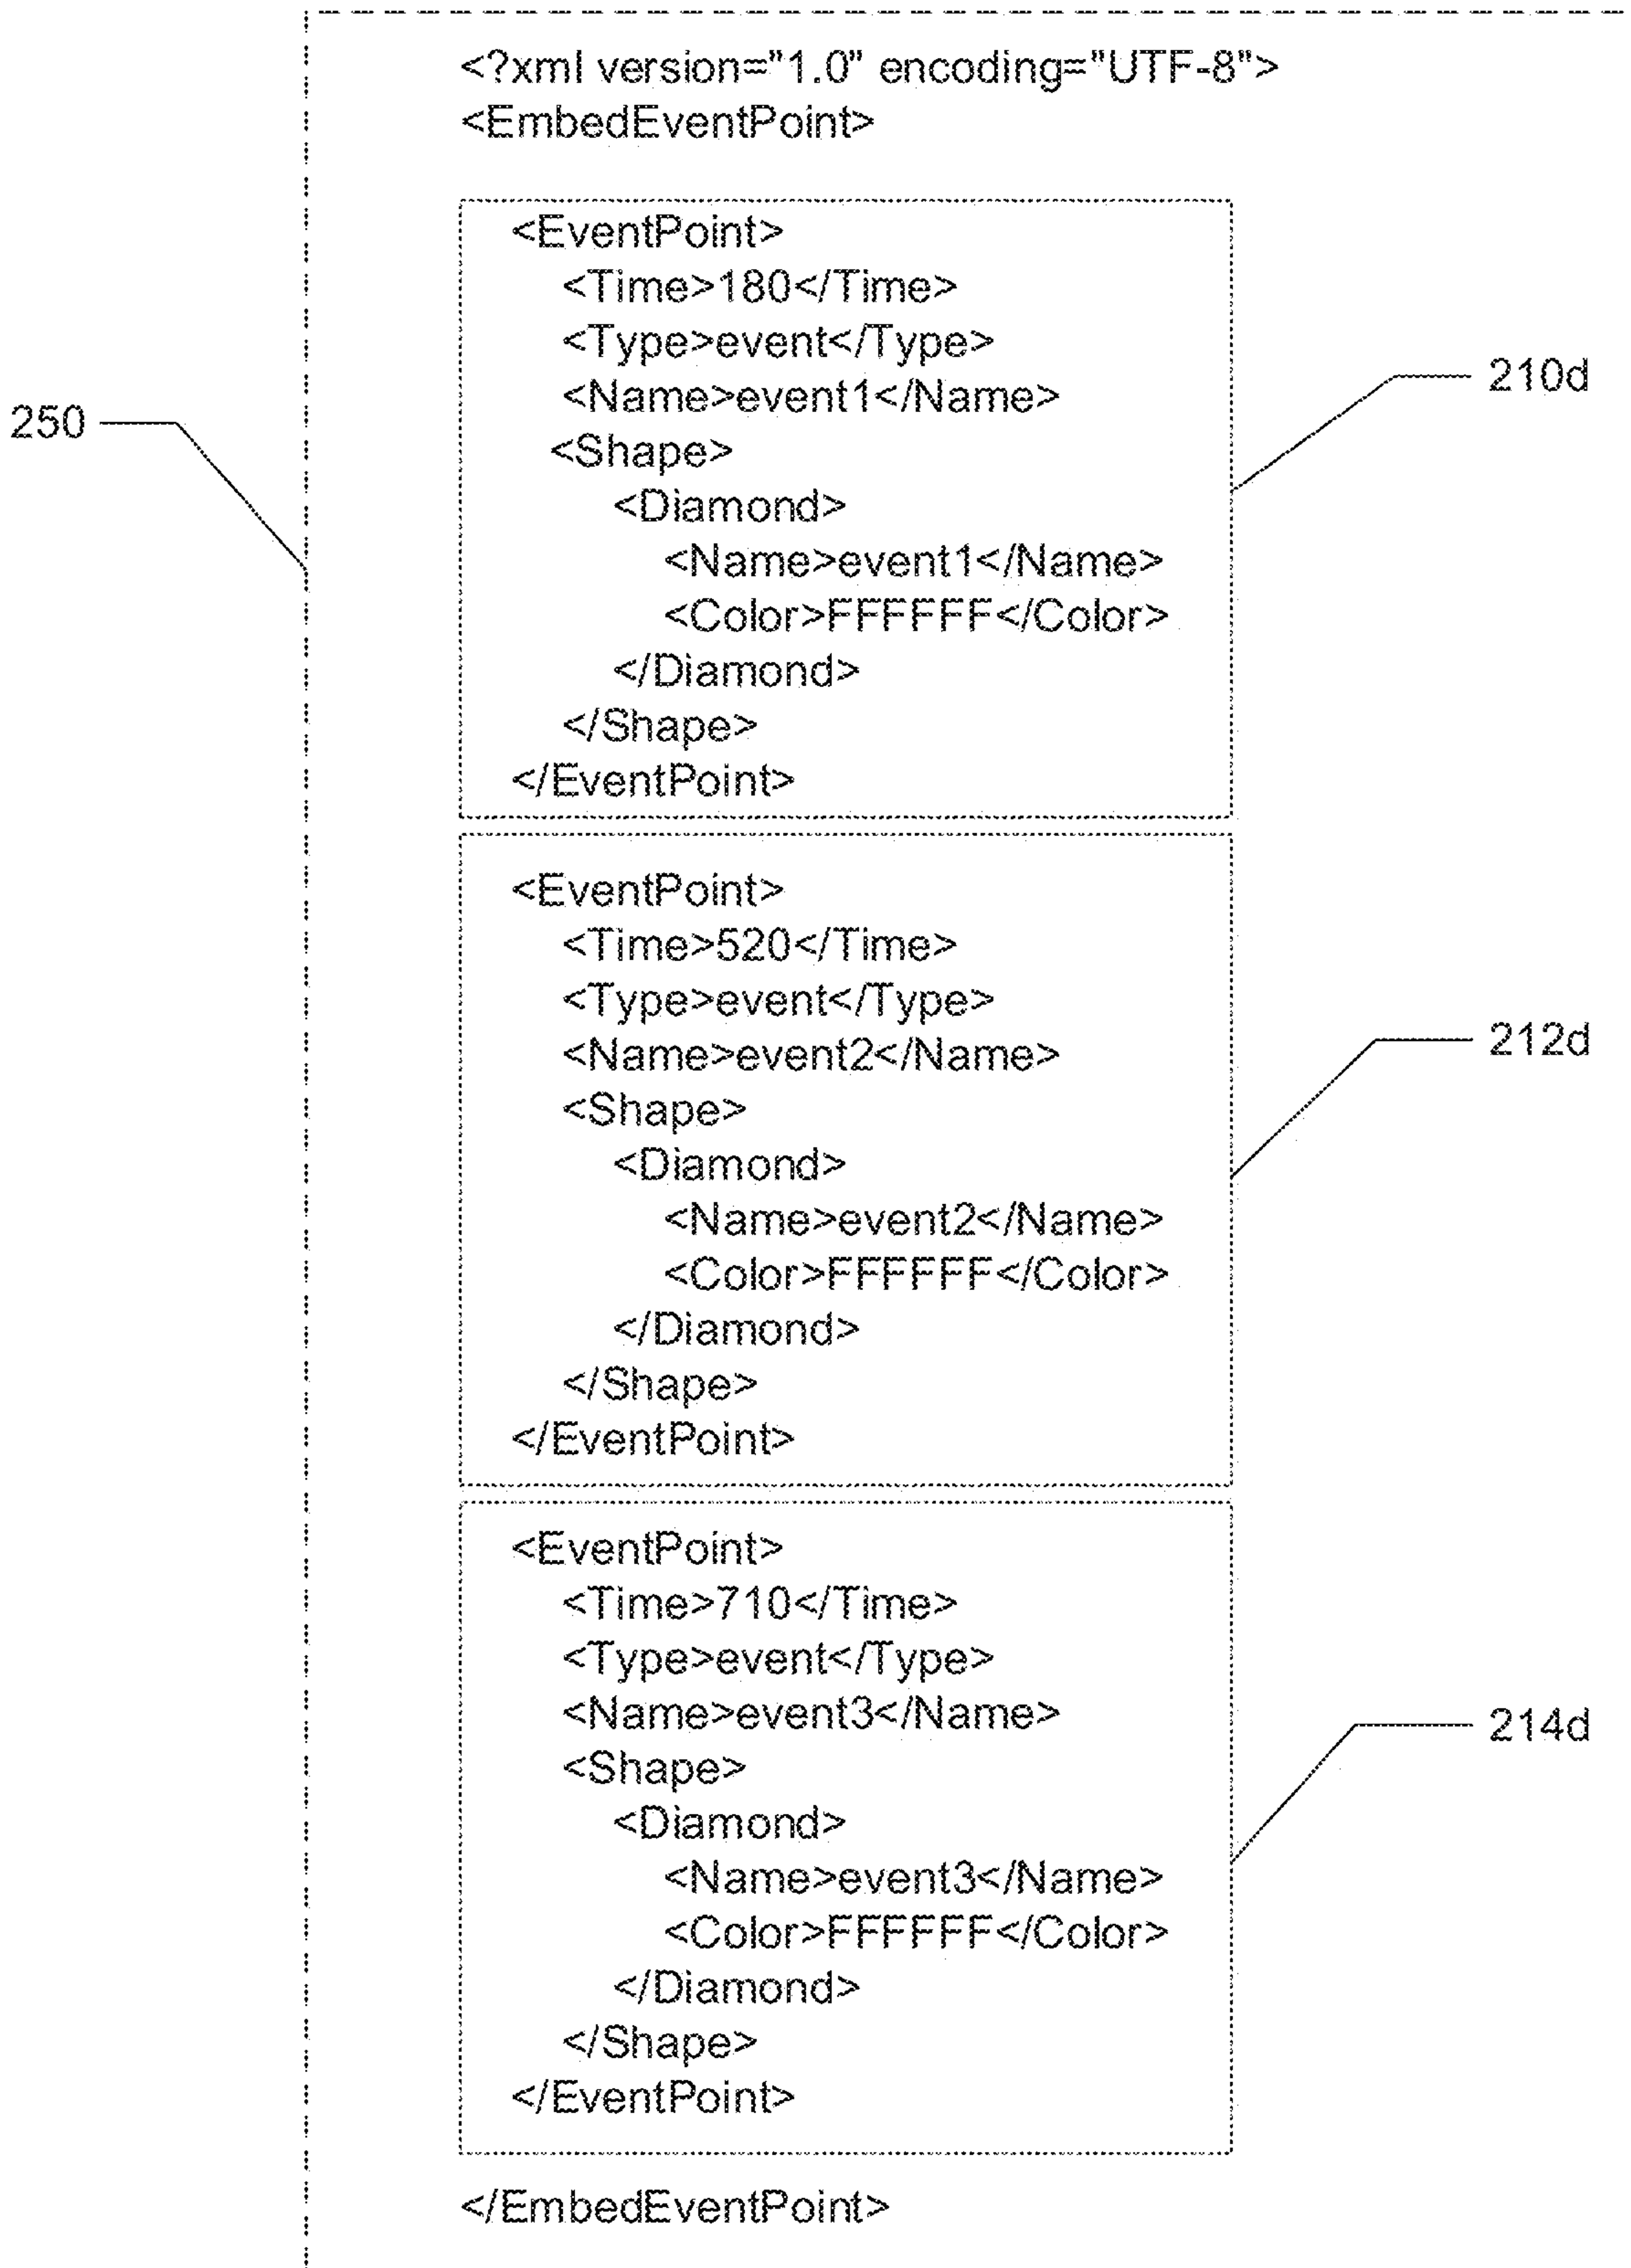 <?xml version="1.0" encoding="UTF-8">
<EmbedEventPoint>
<EventPoint>
<Time>180</Time>
<Type>event</Type>
210d
<Name>event1</Name>
250
<Shape>
<Diamond>
<Name>event1</Name>
<Color>FFFFFF</Color>
</Diamond>
</Shape>
</EventPoint>
<EventPoint>
<Time>520</Time>
<Type>event</Type>
212d
<Name>event2</Name>
<Shape>
<Diamond>
<Name>event2</Name>
<Color>FFFFFF</Color>
</Diamond>
</Shape>
</EventPoint>
<EventPoint>
<Time>710</Time>
<Type>event</Type>
<Name>event3</Name>
214d
<Shape>
<Diamond>
<Name>event3</Name>
<Color>FFFFFF</Color>
</Diamond>
</Shape>
</EventPoint>
</EmbedEventPoint>